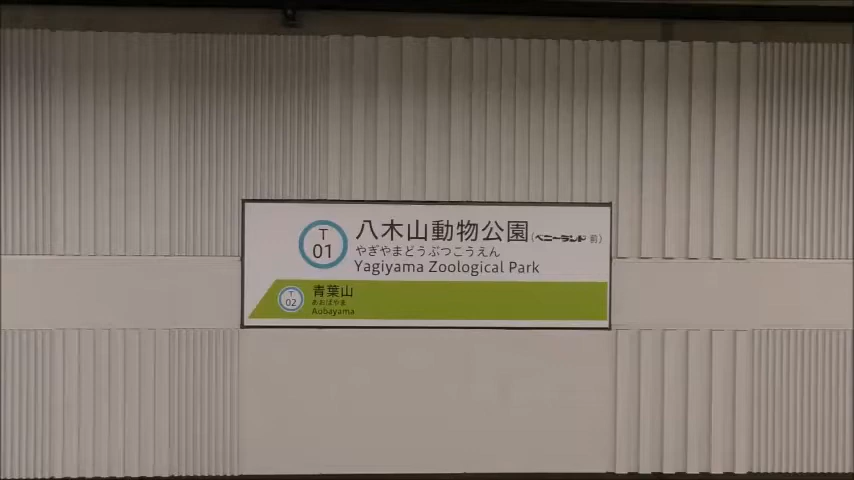 T
01
八木山動物公園(ベニーランド前)
やぎやまどうぶつこうえん
Yagiyama Zoological Park
T
02
青葉山
あおばやま
Aobayama